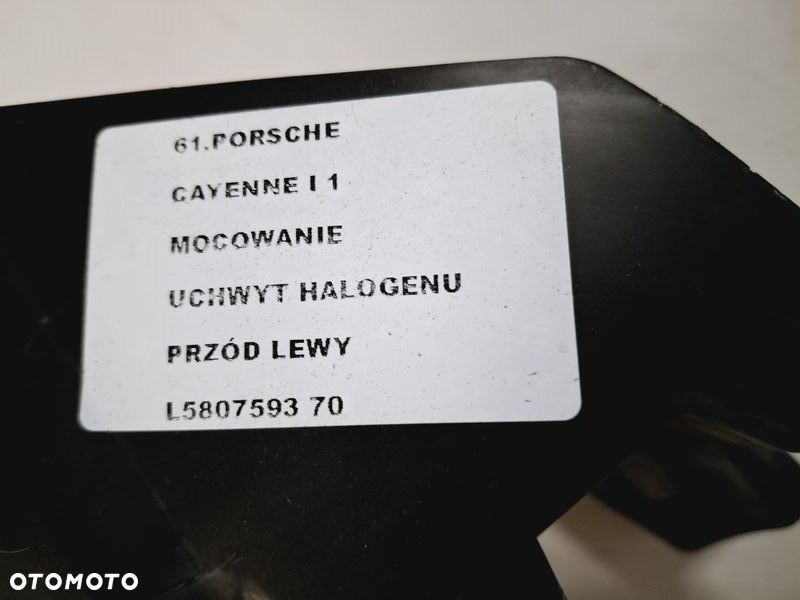 61.PORSCHE
CAYENNE I 1
MOCOWANIE
UCHWYT HALOGENU
PRZÓD LEWY
L5807593 70
OTOMOTO